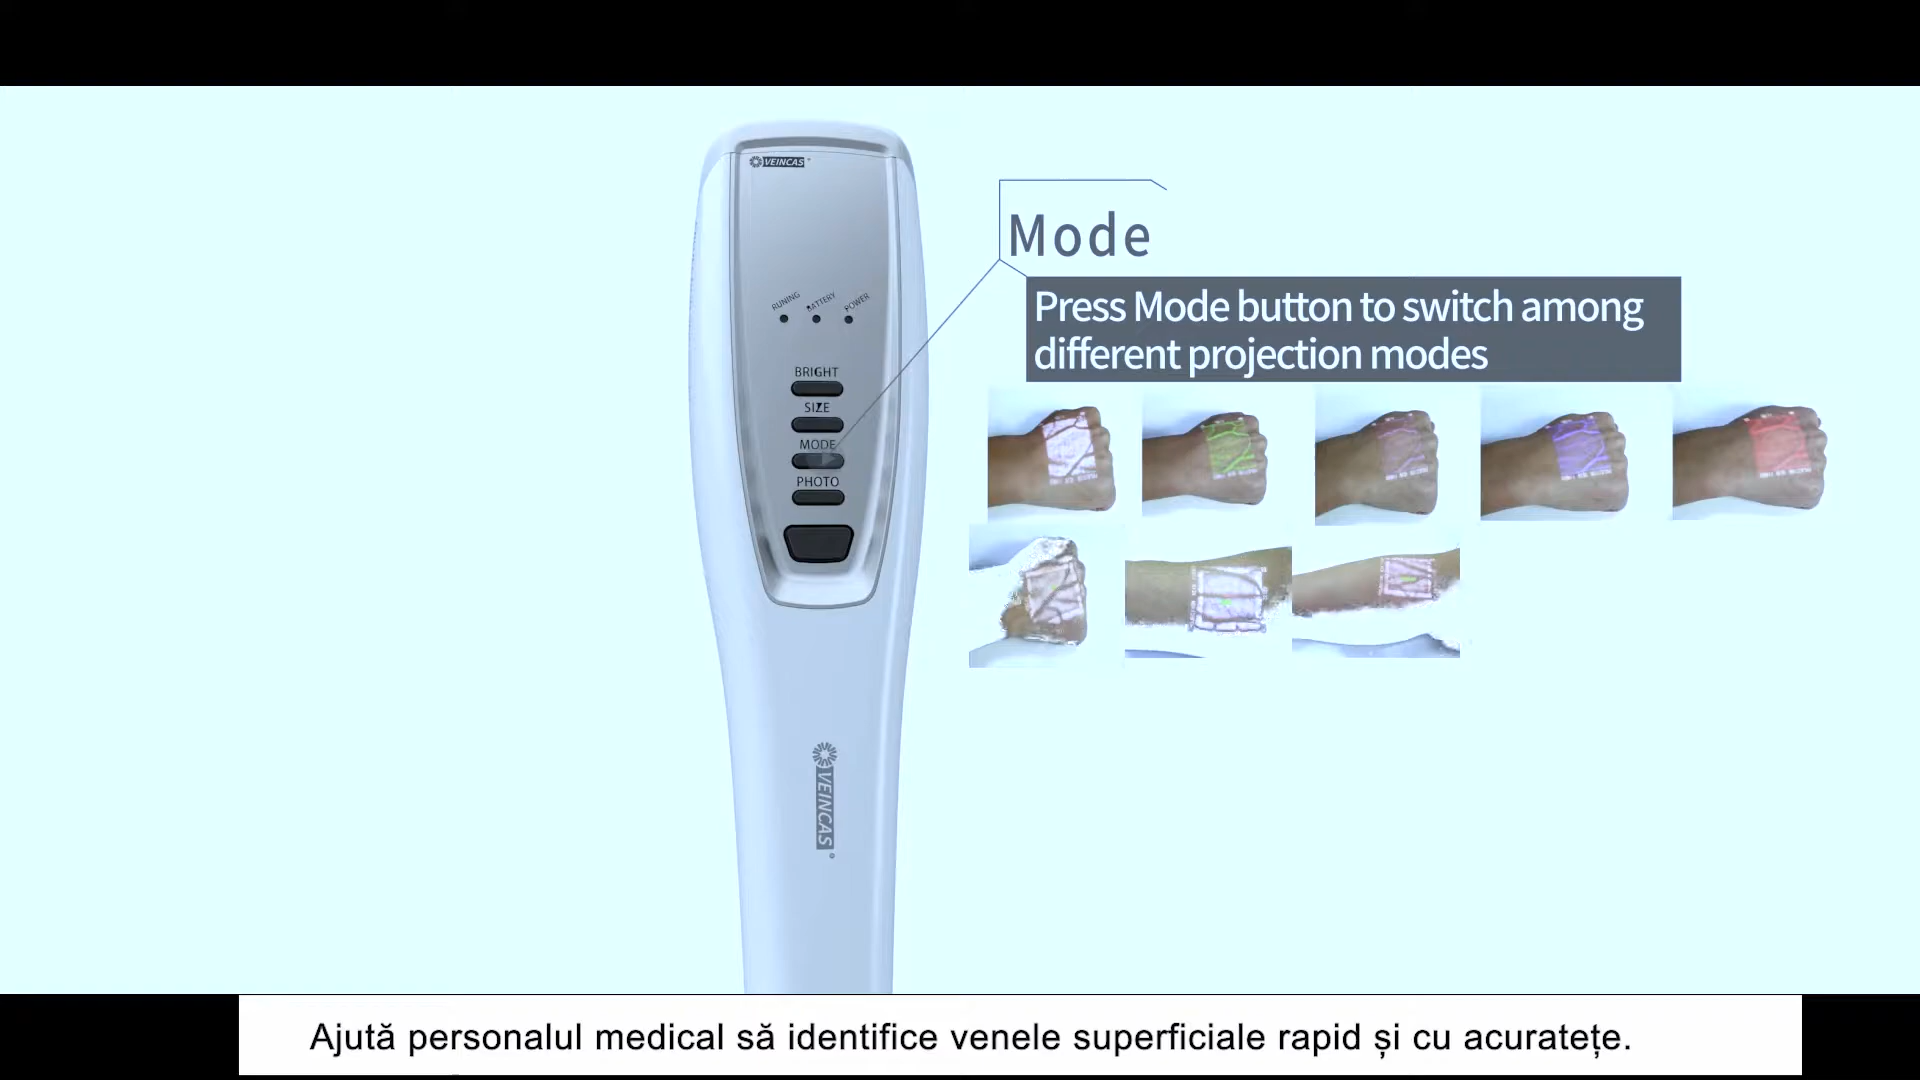 VEINCAS
Mode
Press Mode button to switch among
different projection modes
RUNING BATTERY POWER
BRIGHT
SIZE
MODE
PHOTO
VEINCAS
Ajută personalul medical să identifice venele superficiale rapid și cu acuratețe.